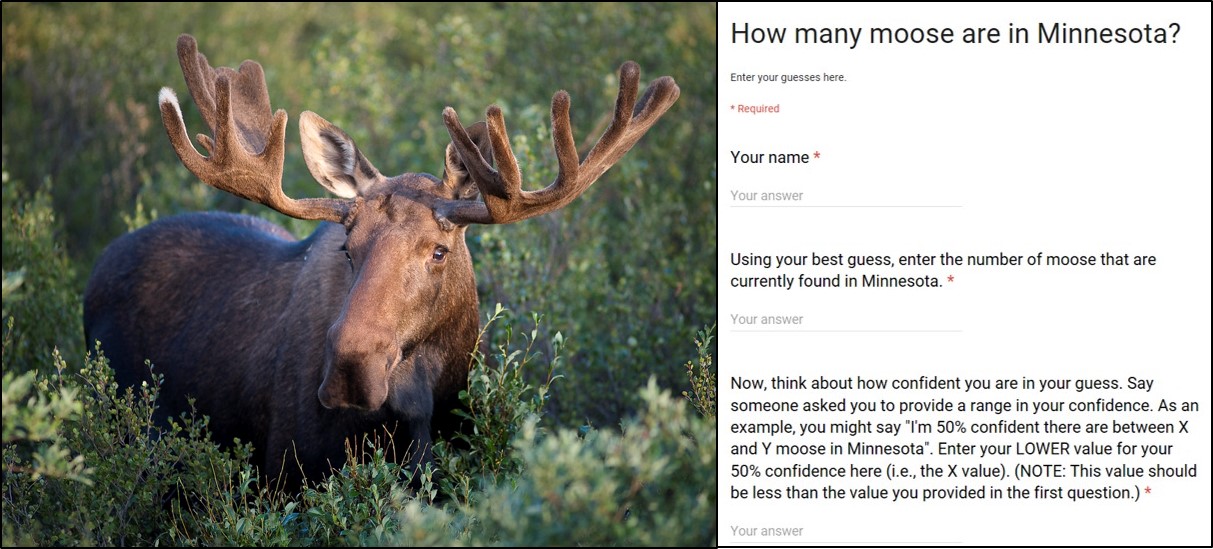 How many moose are in Minnesota?
Enter your guesses here.
* Required
Your name *
Your answer
Using your best guess, enter the number of moose that are
currently found in Minnesota. *
Your answer
Now, think about how confident you are in your guess. Say
someone asked you to provide a range in your confidence. As an
example, you might say "I'm 50% confident there are between X
and Y moose in Minnesota". Enter your LOWER value for your
50% confidence here (i.e., the X value). (NOTE: This value should
be less than the value you provided in the first question.) *
Your answer